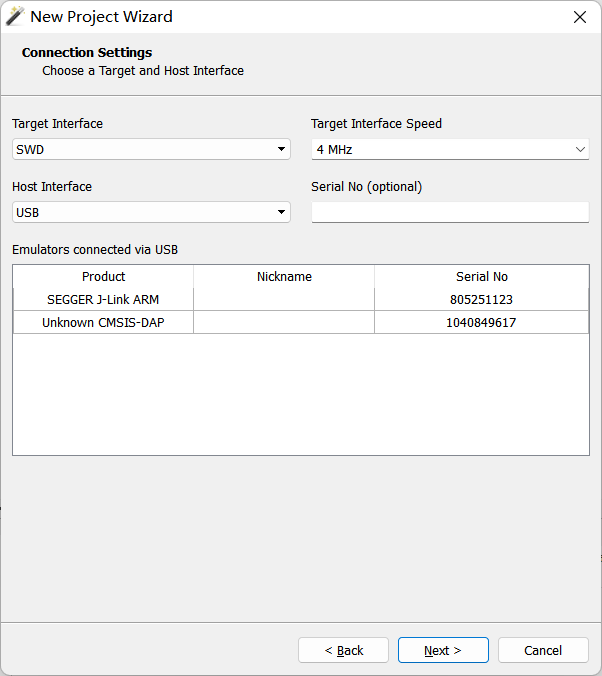 New Project Wizard
Connection Settings
Choose a Target and Host Interface
Target Interface
Target Interface Speed
SWD
4 MHz
Host Interface
Serial No (optional)
USB
Emulators connected via USB
Product Nickname Serial No
SEGGER J-Link ARM 805251123
Unknown CMSIS-DAP 1040849617
< Back
Next >
Cancel